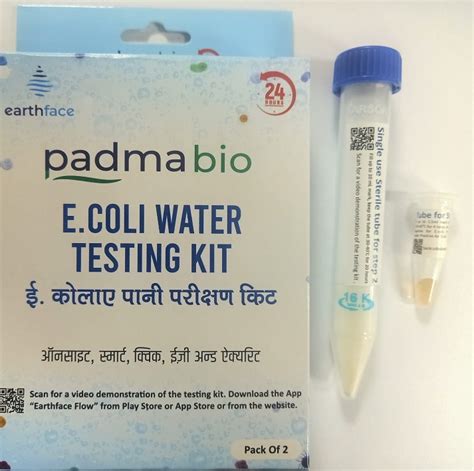 earthface
24
HOURS
padmabio
E.COLI WATER
TESTING KIT
ई. कोलाए पानी परीक्षण किट
ऑनसाइट, स्मार्ट, क्विक, ईज़ी अन्ड ऐक्यरिट
Scan for a video demonstration of the testing kit. Download the App
"Earthface Flow" from Play Store or App Store or from the website.
Pack Of 2
Single use Sterile tube for step 2
Scan for a video demonstration of the testing kit.
16 K
Tube for